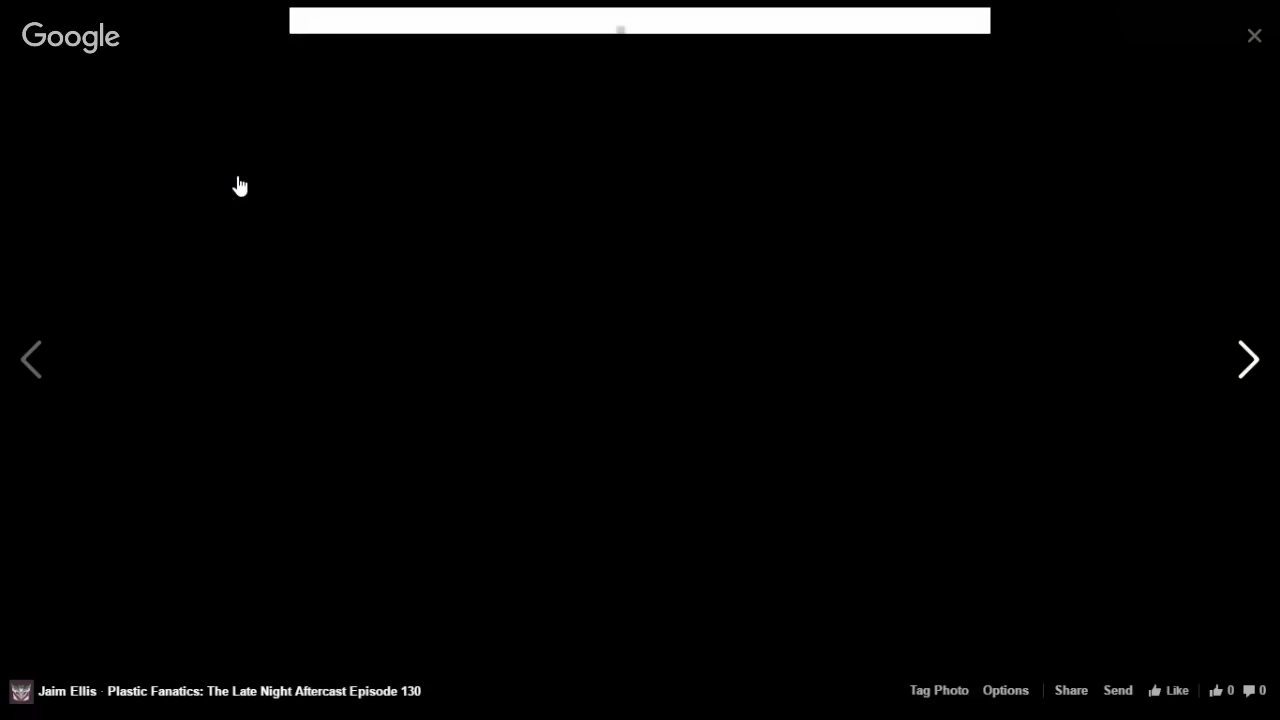 Google
Jaim Ellis · Plastic Fanatics: The Late Night Aftercast Episode 130
Tag Photo Options Share Send Like 0 0